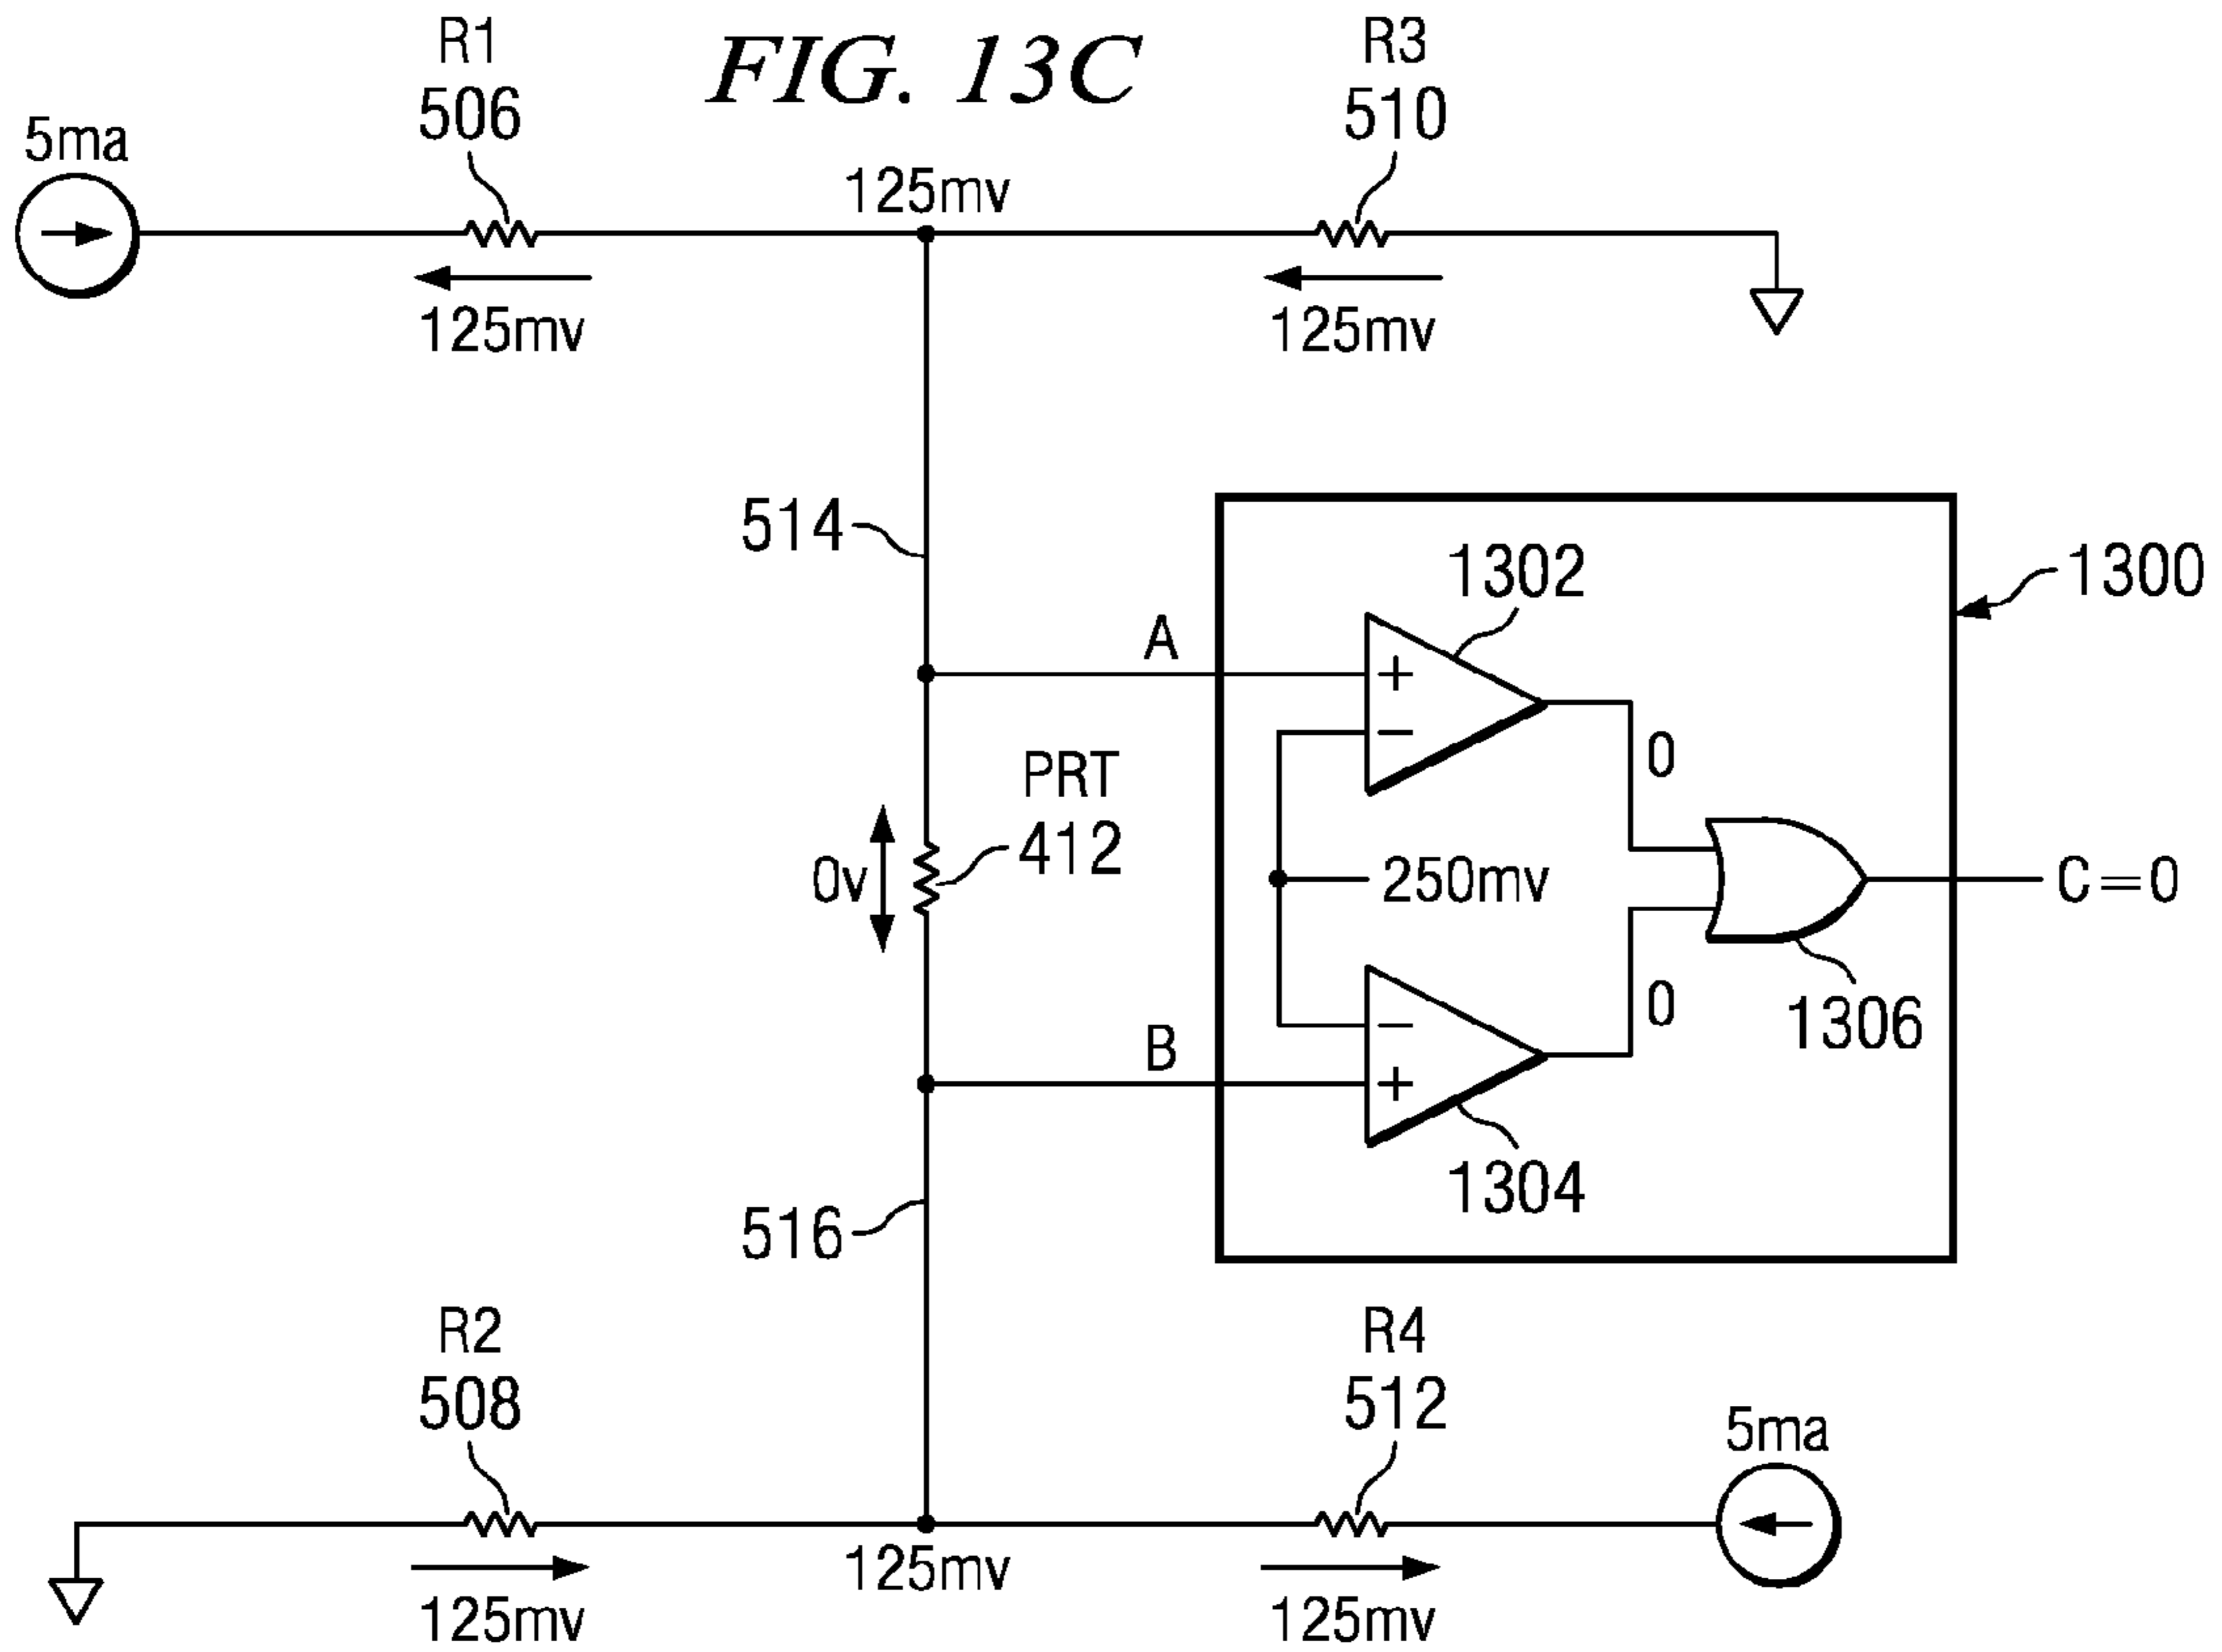 FIG. 13C
R1
506
R3
510
5ma
125mv
125mv
125mv
514
1302
1300
A
+
−
0
PRT
412
0v
250mv
C=0
−
+
0
1306
B
1304
516
R2
508
R4
512
5ma
125mv
125mv
125mv